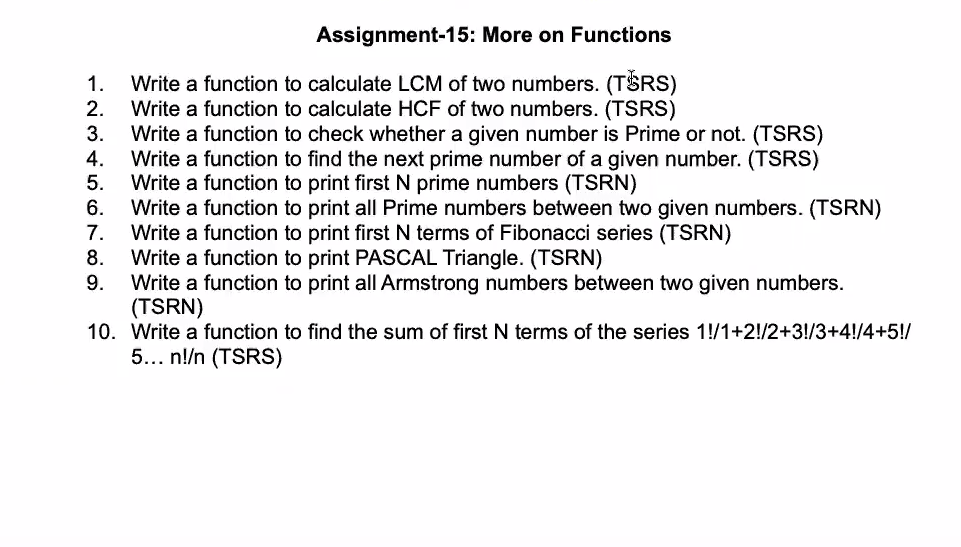 Assignment-15: More on Functions
1. Write a function to calculate LCM of two numbers. (TSRS)
2. Write a function to calculate HCF of two numbers. (TSRS)
3. Write a function to check whether a given number is Prime or not. (TSRS)
4. Write a function to find the next prime number of a given number. (TSRS)
5. Write a function to print first N prime numbers (TSRN)
6. Write a function to print all Prime numbers between two given numbers. (TSRN)
7. Write a function to print first N terms of Fibonacci series (TSRN)
8. Write a function to print PASCAL Triangle. (TSRN)
9. Write a function to print all Armstrong numbers between two given numbers.
(TSRN)
10. Write a function to find the sum of first N terms of the series 1!/1+2!/2+3!/3+4!/4+5!/
5... n!/n (TSRS)